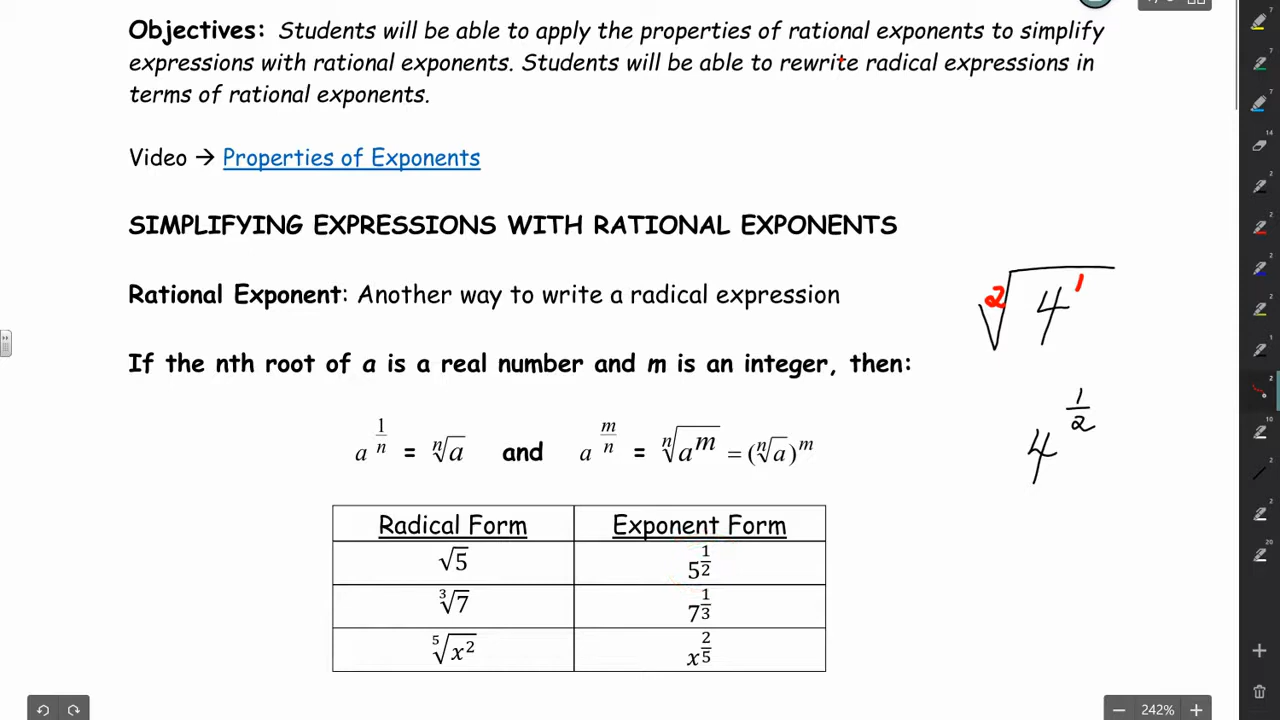 Objectives: Students will be able to apply the properties of rational exponents to simplify
expressions with rational exponents. Students will be able to rewrite radical expressions in
terms of rational exponents.
Video → Properties of Exponents
SIMPLIFYING EXPRESSIONS WITH RATIONAL EXPONENTS
Rational Exponent: Another way to write a radical expression
If the nth root of a is a real number and m is an integer, then:
a^(1/n) = ⁿ√a and a^(m/n) = ⁿ√(a^m) = (ⁿ√a)^m
Radical Form Exponent Form
√5 5^(1/2)
³√7 7^(1/3)
⁵√(x²) x^(2/5)
²√(4¹)
4^(1/2)
242%